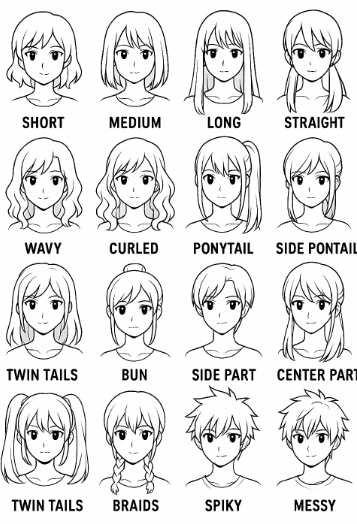 SHORT
MEDIUM
LONG
STRAIGHT
WAVY
CURLED
PONYTAIL
SIDE PONTAIL
TWIN TAILS
BUN
SIDE PART
CENTER PART
TWIN TAILS
BRAIDS
SPIKY
MESSY